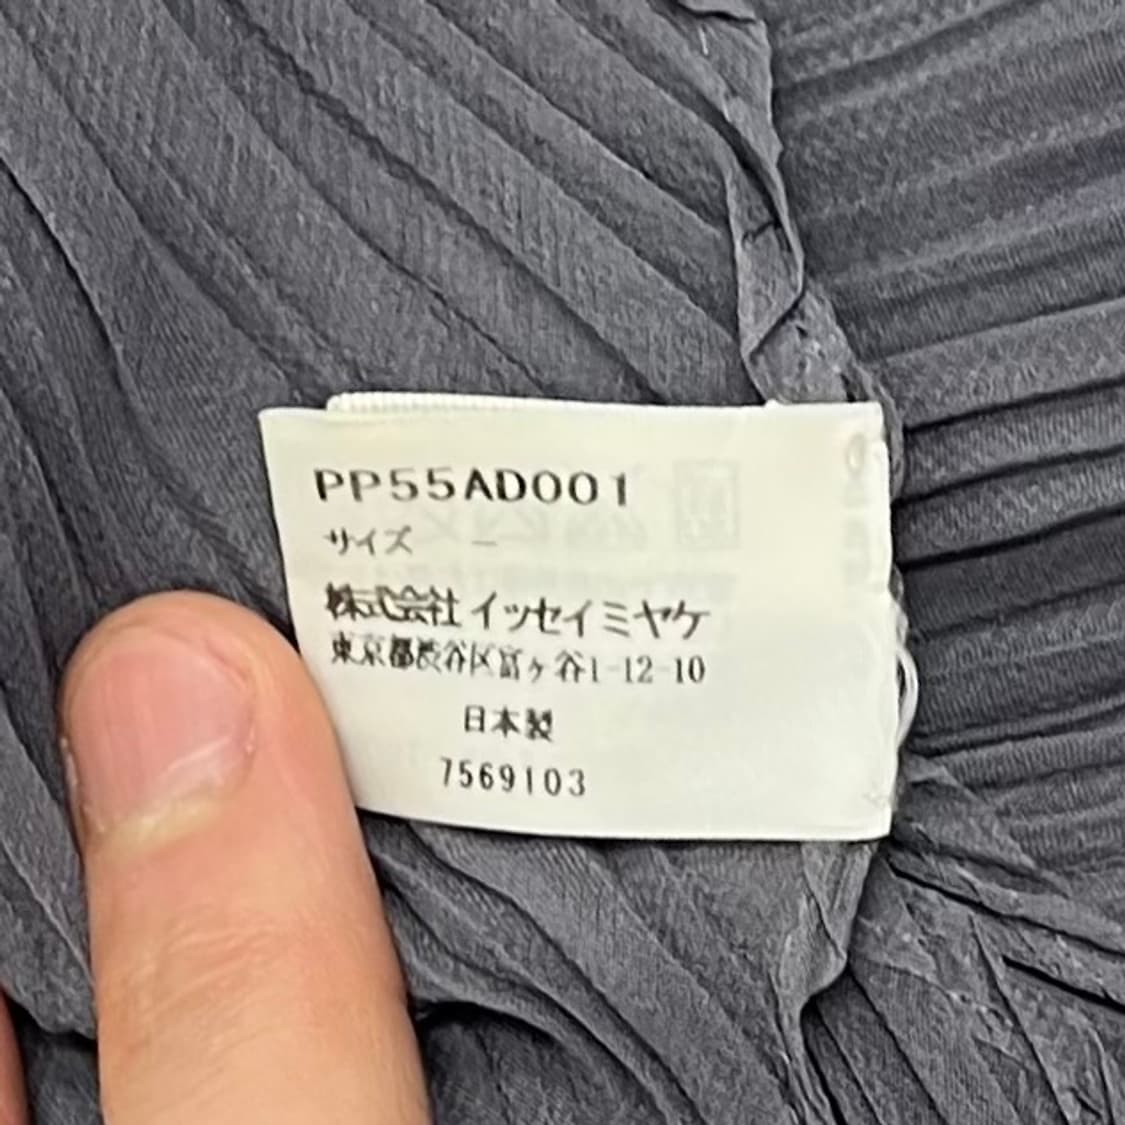 PP55AD001
サイズ －
株式会社イッセイミヤケ
東京都渋谷区富ヶ谷1-12-10
日本製
7569103